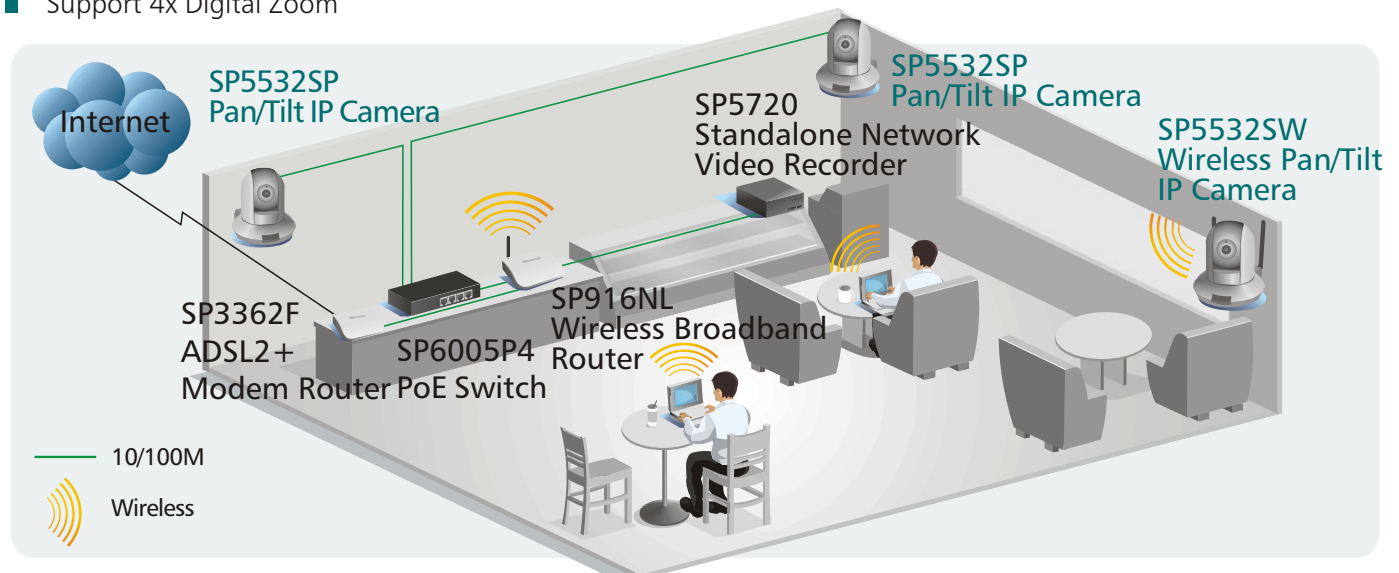 Support 4x Digital Zoom
Internet
SP5532SP
Pan/Tilt IP Camera
SP5720
Standalone Network
Video Recorder
SP5532SP
Pan/Tilt IP Camera
SP5532SW
Wireless Pan/Tilt
IP Camera
SP3362F
ADSL2+
Modem Router
SP6005P4
PoE Switch
SP916NL
Wireless Broadband
Router
10/100M
Wireless